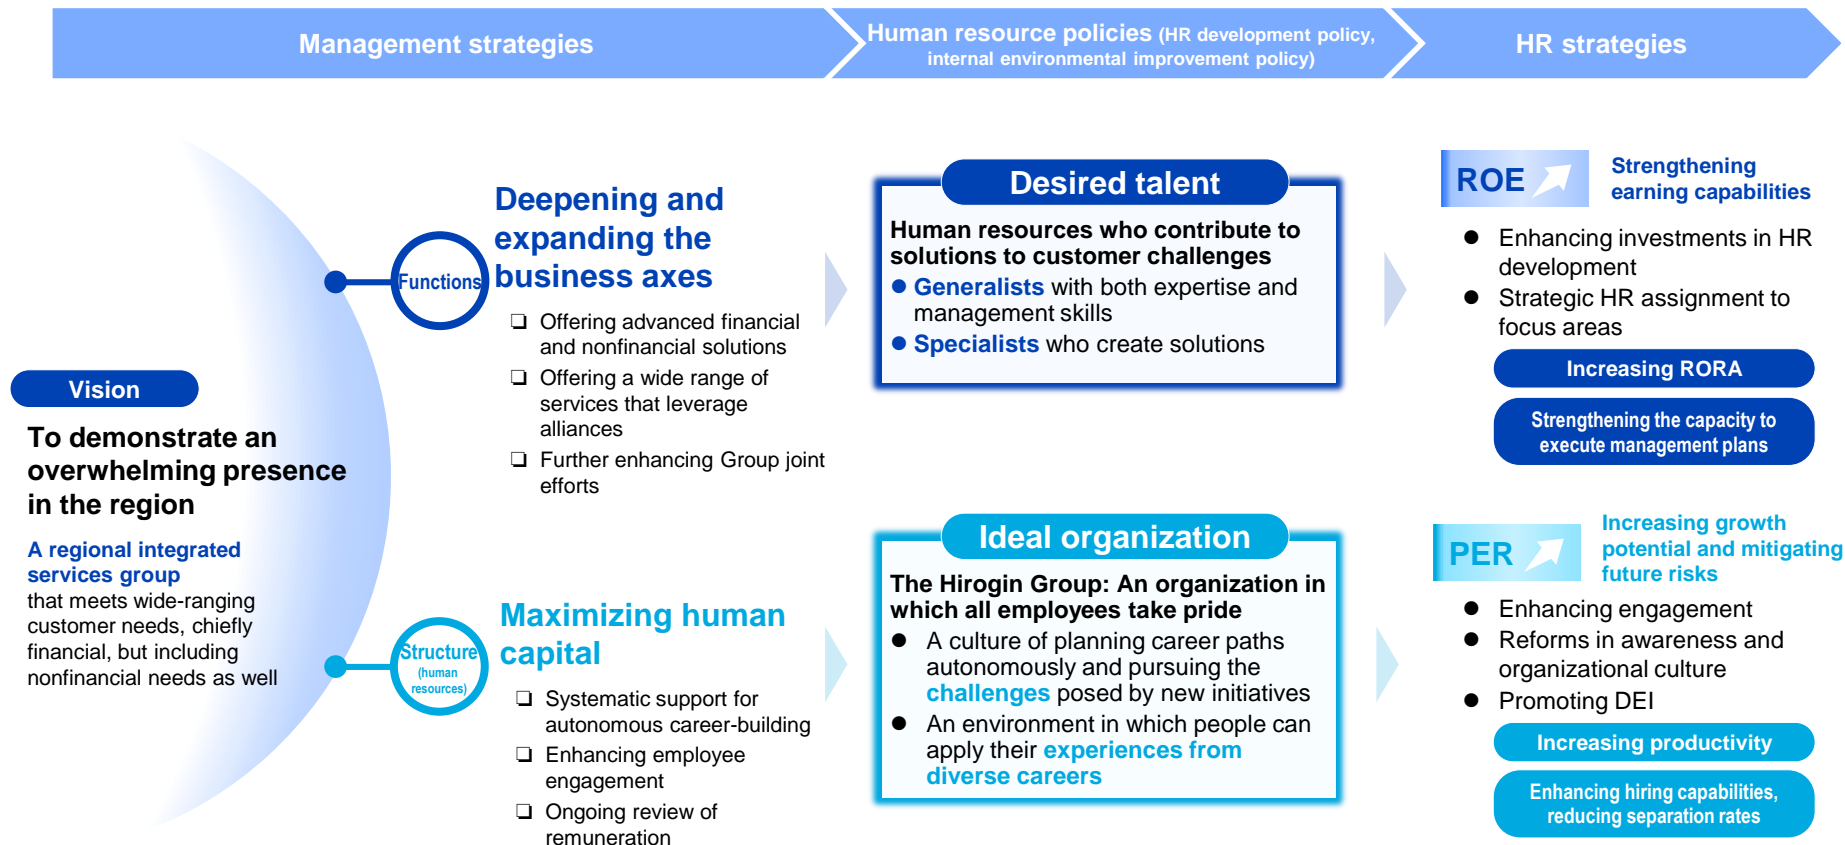 Management strategies
Human resource policies (HR development policy,
internal environmental improvement policy)
HR strategies
Vision
To demonstrate an
overwhelming presence
in the region
A regional integrated
services group
that meets wide-ranging
customer needs, chiefly
financial, but including
nonfinancial needs as well
Functions
Deepening and
expanding the
business axes
❏ Offering advanced financial
and nonfinancial solutions
❏ Offering a wide range of
services that leverage
alliances
❏ Further enhancing Group joint
efforts
Desired talent
Human resources who contribute to
solutions to customer challenges
● Generalists with both expertise and
management skills
● Specialists who create solutions
ROE
Strengthening
earning capabilities
● Enhancing investments in HR
development
● Strategic HR assignment to
focus areas
Increasing RORA
Strengthening the capacity to
execute management plans
Structure
(human
resources)
Maximizing human
capital
❏ Systematic support for
autonomous career-building
❏ Enhancing employee
engagement
❏ Ongoing review of
remuneration
Ideal organization
The Hirogin Group: An organization in
which all employees take pride
● A culture of planning career paths
autonomously and pursuing the
challenges posed by new initiatives
● An environment in which people can
apply their experiences from
diverse careers
PER
Increasing growth
potential and mitigating
future risks
● Enhancing engagement
● Reforms in awareness and
organizational culture
● Promoting DEI
Increasing productivity
Enhancing hiring capabilities,
reducing separation rates